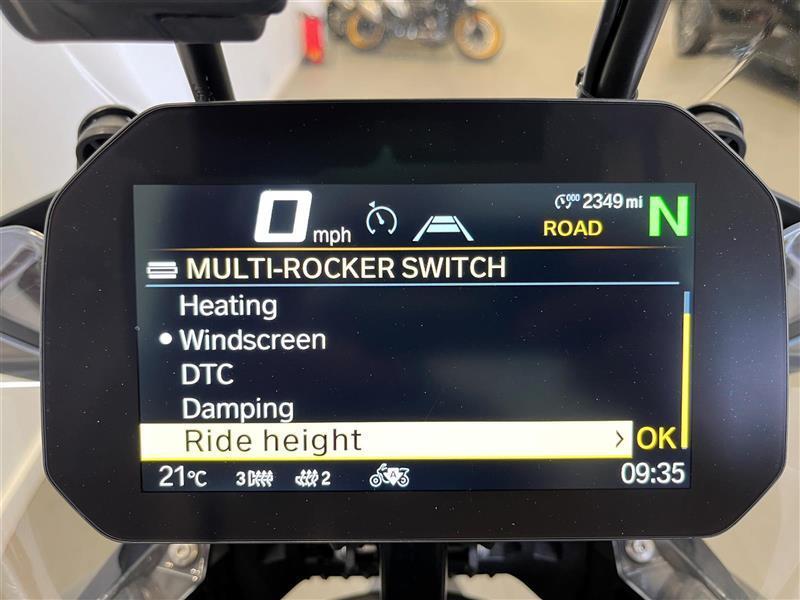 0 mph 000 2349 mi N
ROAD
MULTI-ROCKER SWITCH
Heating
Windscreen
DTC
Damping
Ride height > OK
21°C 3 2 A 09:35